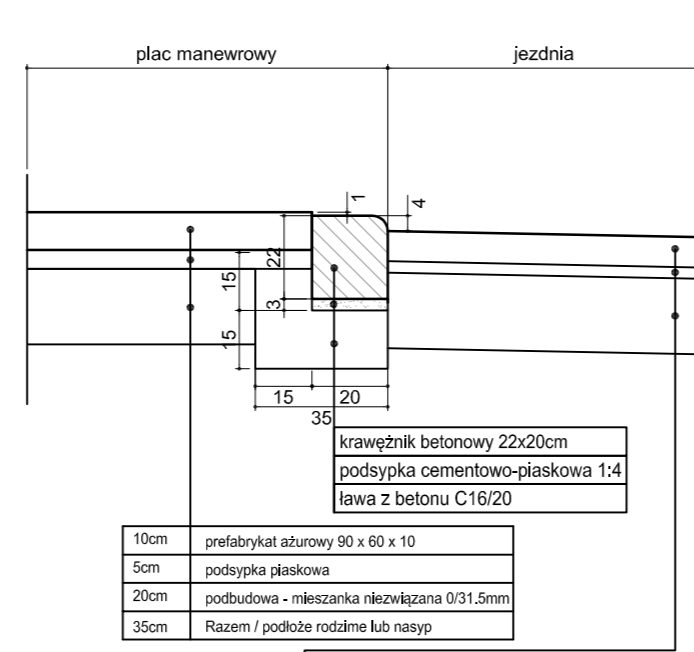 plac manewrowy
jezdnia
1
4
22
15
3
15
15
20
35
krawężnik betonowy 22x20cm
podsypka cementowo-piaskowa 1:4
ława z betonu C16/20
10cm prefabrykat ażurowy 90 x 60 x 10
5cm podsypka piaskowa
20cm podbudowa - mieszanka niezwiązana 0/31.5mm
35cm Razem / podłoże rodzime lub nasyp